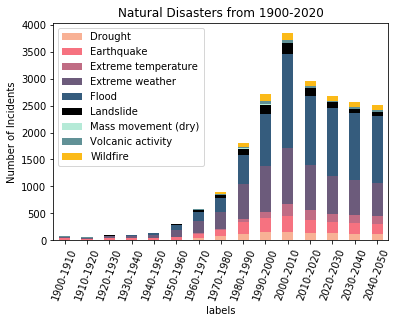 Natural Disasters from 1900-2020
Number of Incidents
4000
3500
3000
2500
2000
1500
1000
500
0
Drought
Earthquake
Extreme temperature
Extreme weather
Flood
Landslide
Mass movement (dry)
Volcanic activity
Wildfire
1900-1910
1910-1920
1920-1930
1930-1940
1940-1950
1950-1960
1960-1970
1970-1980
1980-1990
1990-2000
2000-2010
2010-2020
2020-2030
2030-2040
2040-2050
labels